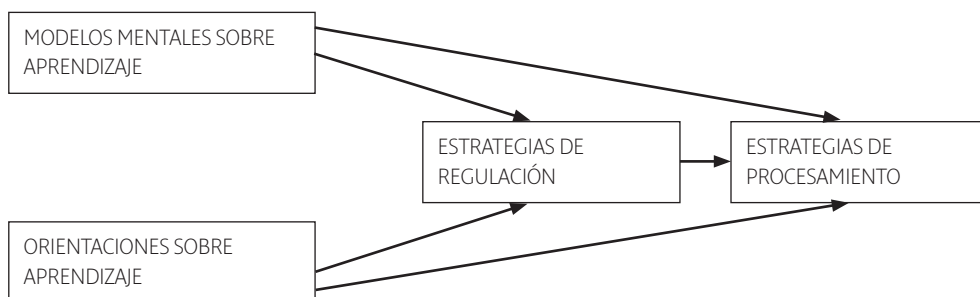 MODELOS MENTALES SOBRE
APRENDIZAJE
ESTRATEGIAS DE
REGULACIÓN
ESTRATEGIAS DE
PROCESAMIENTO
ORIENTACIONES SOBRE
APRENDIZAJE